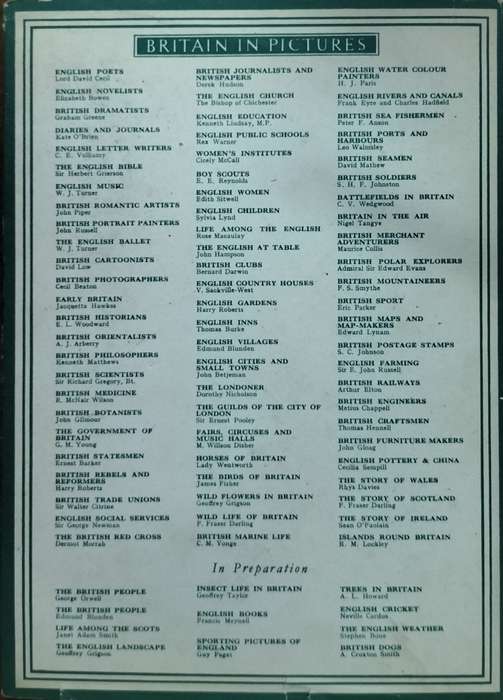 BRITAIN IN PICTURES
ENGLISH POETS
Lord David Cecil
ENGLISH NOVELISTS
Elizabeth Bowen
BRITISH DRAMATISTS
Graham Greene
DIARIES AND JOURNALS
Kate O'Brien
ENGLISH LETTER WRITERS
C. E. Vulliamy
THE ENGLISH BIBLE
Sir Herbert Grierson
ENGLISH MUSIC
W. J. Turner
BRITISH ROMANTIC ARTISTS
John Piper
BRITISH PORTRAIT PAINTERS
John Russell
THE ENGLISH BALLET
W. J. Turner
BRITISH CARTOONISTS
David Low
BRITISH PHOTOGRAPHERS
Cecil Beaton
EARLY BRITAIN
Jacquetta Hawkes
BRITISH HISTORIANS
E. L. Woodward
BRITISH ORIENTALISTS
A. J. Arberry
BRITISH PHILOSOPHERS
Kenneth Matthews
BRITISH SCIENTISTS
Sir Richard Gregory, Bt.
BRITISH MEDICINE
R. McNair Wilson
BRITISH BOTANISTS
John Gilmour
THE GOVERNMENT OF
BRITAIN
G. M. Young
BRITISH STATESMEN
Ernest Barker
BRITISH REBELS AND
REFORMERS
Harry Roberts
BRITISH TRADE UNIONS
Sir Walter Citrine
ENGLISH SOCIAL SERVICES
Sir George Newman
THE BRITISH RED CROSS
Dermot Morrah
BRITISH JOURNALISTS AND
NEWSPAPERS
Derek Hudson
THE ENGLISH CHURCH
The Bishop of Chichester
ENGLISH EDUCATION
Kenneth Lindsay, M.P.
ENGLISH PUBLIC SCHOOLS
Rex Warner
WOMEN'S INSTITUTES
Cicely McCall
BOY SCOUTS
E. E. Reynolds
ENGLISH WOMEN
Edith Sitwell
ENGLISH CHILDREN
Sylvia Lynd
LIFE AMONG THE ENGLISH
Rose Macaulay
THE ENGLISH AT TABLE
John Hampson
BRITISH CLUBS
Bernard Darwin
ENGLISH COUNTRY HOUSES
V. Sackville-West
ENGLISH GARDENS
Harry Roberts
ENGLISH INNS
Thomas Burke
ENGLISH VILLAGES
Edmund Blunden
ENGLISH CITIES AND
SMALL TOWNS
John Betjeman
THE LONDONER
Dorothy Nicholson
THE GUILDS OF THE CITY OF
LONDON
Sir Ernest Pooley
FAIRS, CIRCUSES AND
MUSIC HALLS
M. Willson Disher
HORSES OF BRITAIN
Lady Wentworth
THE BIRDS OF BRITAIN
James Fisher
WILD FLOWERS IN BRITAIN
Geoffrey Grigson
WILD LIFE OF BRITAIN
F. Fraser Darling
BRITISH MARINE LIFE
C. M. Yonge
ENGLISH WATER COLOUR
PAINTERS
H. J. Paris
ENGLISH RIVERS AND CANALS
Frank Eyre and Charles Hadfield
BRITISH SEA FISHERMEN
Peter F. Anson
BRITISH PORTS AND
HARBOURS
Leo Walmsley
BRITISH SEAMEN
David Mathew
BRITISH SOLDIERS
S. H. F. Johnston
BATTLEFIELDS IN BRITAIN
C. V. Wedgwood
BRITAIN IN THE AIR
Nigel Tangye
BRITISH MERCHANT
ADVENTURERS
Maurice Collis
BRITISH POLAR EXPLORERS
Admiral Sir Edward Evans
BRITISH MOUNTAINEERS
F. S. Smythe
BRITISH SPORT
Eric Parker
BRITISH MAPS AND
MAP-MAKERS
Edward Lynam
BRITISH POSTAGE STAMPS
S. C. Johnson
ENGLISH FARMING
Sir E. John Russell
BRITISH RAILWAYS
Arthur Elton
BRITISH ENGINEERS
Metius Chappell
BRITISH CRAFTSMEN
Thomas Hennell
BRITISH FURNITURE MAKERS
John Gloag
ENGLISH POTTERY & CHINA
Cecilia Sempill
THE STORY OF WALES
Rhys Davies
THE STORY OF SCOTLAND
F. Fraser Darling
THE STORY OF IRELAND
Sean O'Faolain
ISLANDS ROUND BRITAIN
R. M. Lockley
In Preparation
THE BRITISH PEOPLE
George Orwell
THE BRITISH PEOPLE
Edmund Blunden
LIFE AMONG THE SCOTS
Janet Adam Smith
THE ENGLISH LANDSCAPE
Geoffrey Grigson
INSECT LIFE IN BRITAIN
Geoffrey Taylor
ENGLISH BOOKS
Francis Meynell
SPORTING PICTURES OF
ENGLAND
Guy Paget
TREES IN BRITAIN
A. L. Howard
ENGLISH CRICKET
Neville Cardus
THE ENGLISH WEATHER
Stephen Bone
BRITISH DOGS
A. Croxton Smith